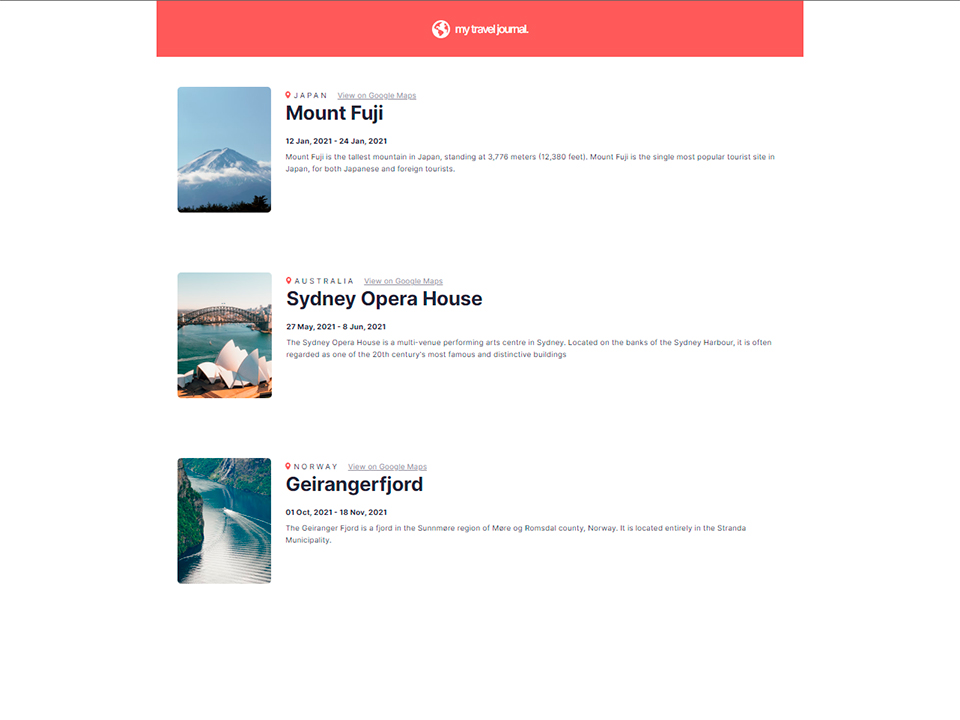 my travel journal.
JAPAN View on Google Maps
Mount Fuji
12 Jan, 2021 - 24 Jan, 2021
Mount Fuji is the tallest mountain in Japan, standing at 3,776 meters (12,380 feet). Mount Fuji is the single most popular tourist site in
Japan, for both Japanese and foreign tourists.
AUSTRALIA View on Google Maps
Sydney Opera House
27 May, 2021 - 8 Jun, 2021
The Sydney Opera House is a multi-venue performing arts centre in Sydney. Located on the banks of the Sydney Harbour, it is often
regarded as one of the 20th century's most famous and distinctive buildings
NORWAY View on Google Maps
Geirangerfjord
01 Oct, 2021 - 18 Nov, 2021
The Geiranger Fjord is a fjord in the Sunnmøre region of Møre og Romsdal county, Norway. It is located entirely in the Stranda
Municipality.